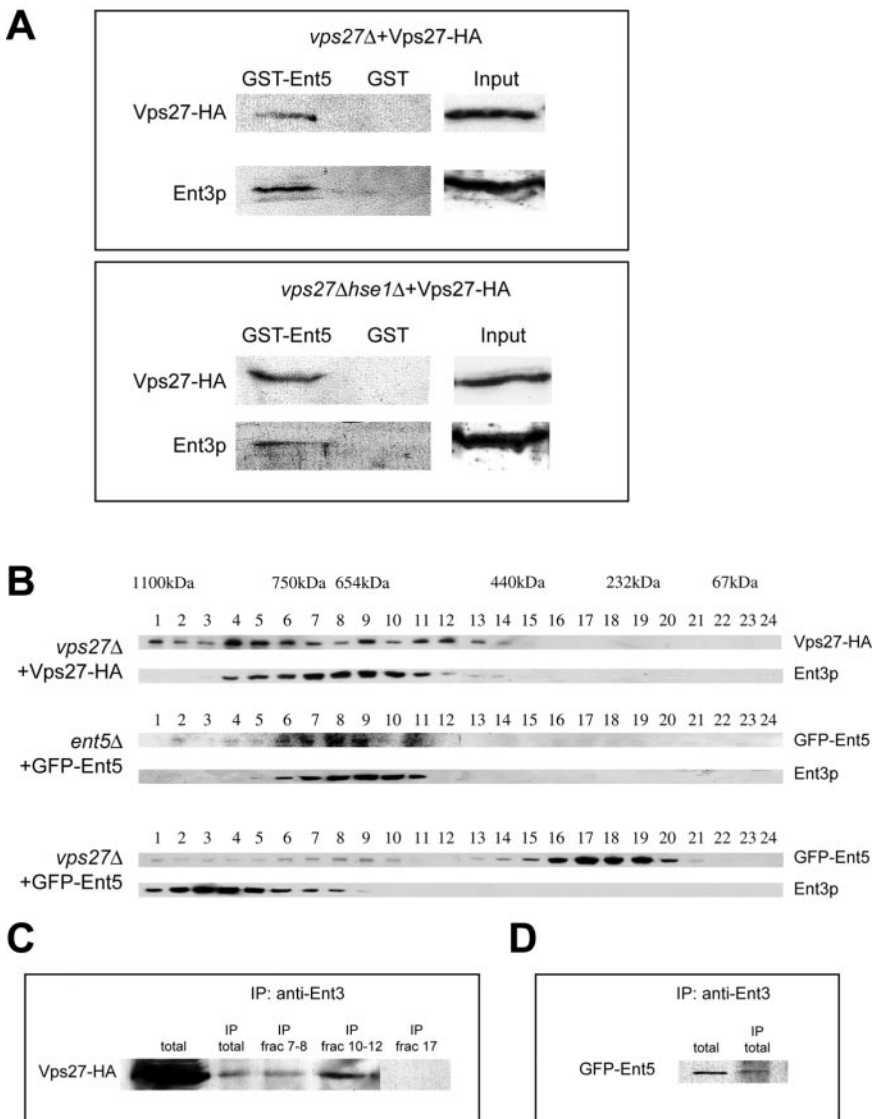 A
vps27Δ+Vps27-HA
GST-Ent5 GST Input
Vps27-HA
Ent3p
vps27Δhse1Δ+Vps27-HA
GST-Ent5 GST Input
Vps27-HA
Ent3p
B
1100kDa 750kDa 654kDa 440kDa 232kDa 67kDa
1 2 3 4 5 6 7 8 9 10 11 12 13 14 15 16 17 18 19 20 21 22 23 24
vps27Δ
+Vps27-HA
Vps27-HA
Ent3p
1 2 3 4 5 6 7 8 9 10 11 12 13 14 15 16 17 18 19 20 21 22 23 24
ent5Δ
+GFP-Ent5
GFP-Ent5
Ent3p
1 2 3 4 5 6 7 8 9 10 11 12 13 14 15 16 17 18 19 20 21 22 23 24
vps27Δ
+GFP-Ent5
GFP-Ent5
Ent3p
C
IP: anti-Ent3
total IP total IP frac 7-8 IP frac 10-12 IP frac 17
Vps27-HA
D
IP: anti-Ent3
total IP total
GFP-Ent5